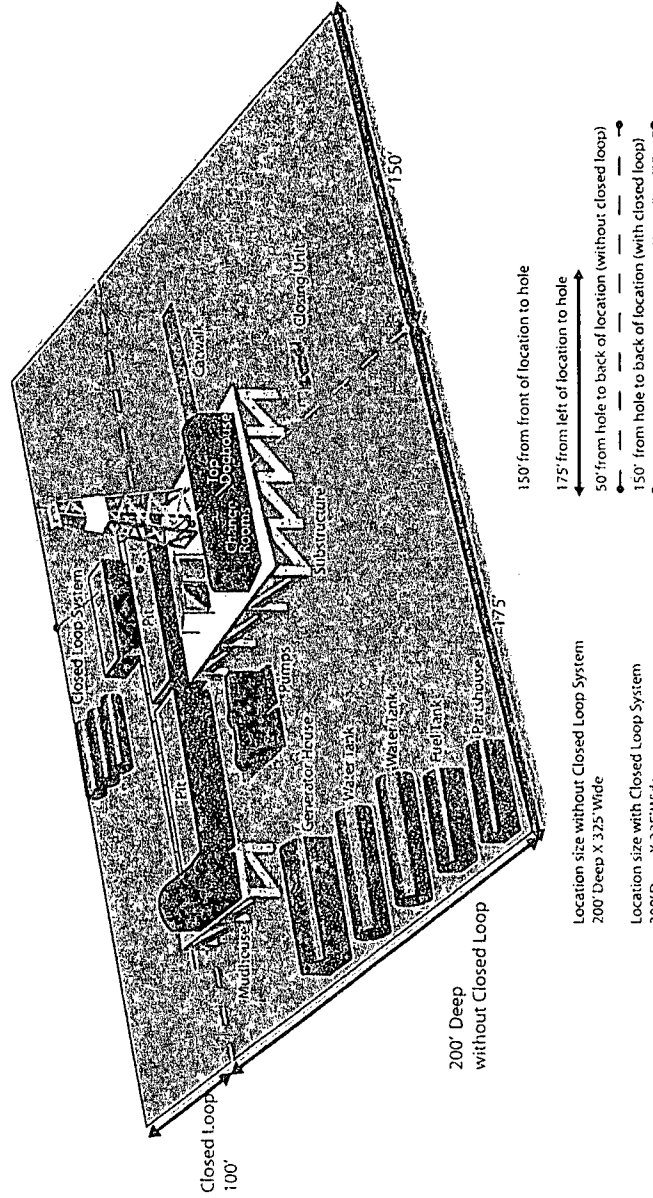 Closed Loop
100'
200' Deep
without Closed Loop
Closed Loop System
Pit
Pit
Mudhouse
Generator House
Water Tank
Water Tank
Fuel Tank
Partshouse
Pumps
Change Rooms
Top Doghouse
Substructure
Catwalk
Closing Unit
175'
150'
Location size without Closed Loop System
200' Deep X 325' Wide
Location size with Closed Loop System
150' from front of location to hole
175' from left of location to hole
50' from hole to back of location (without closed loop)
150' from hole to back of location (with closed loop)